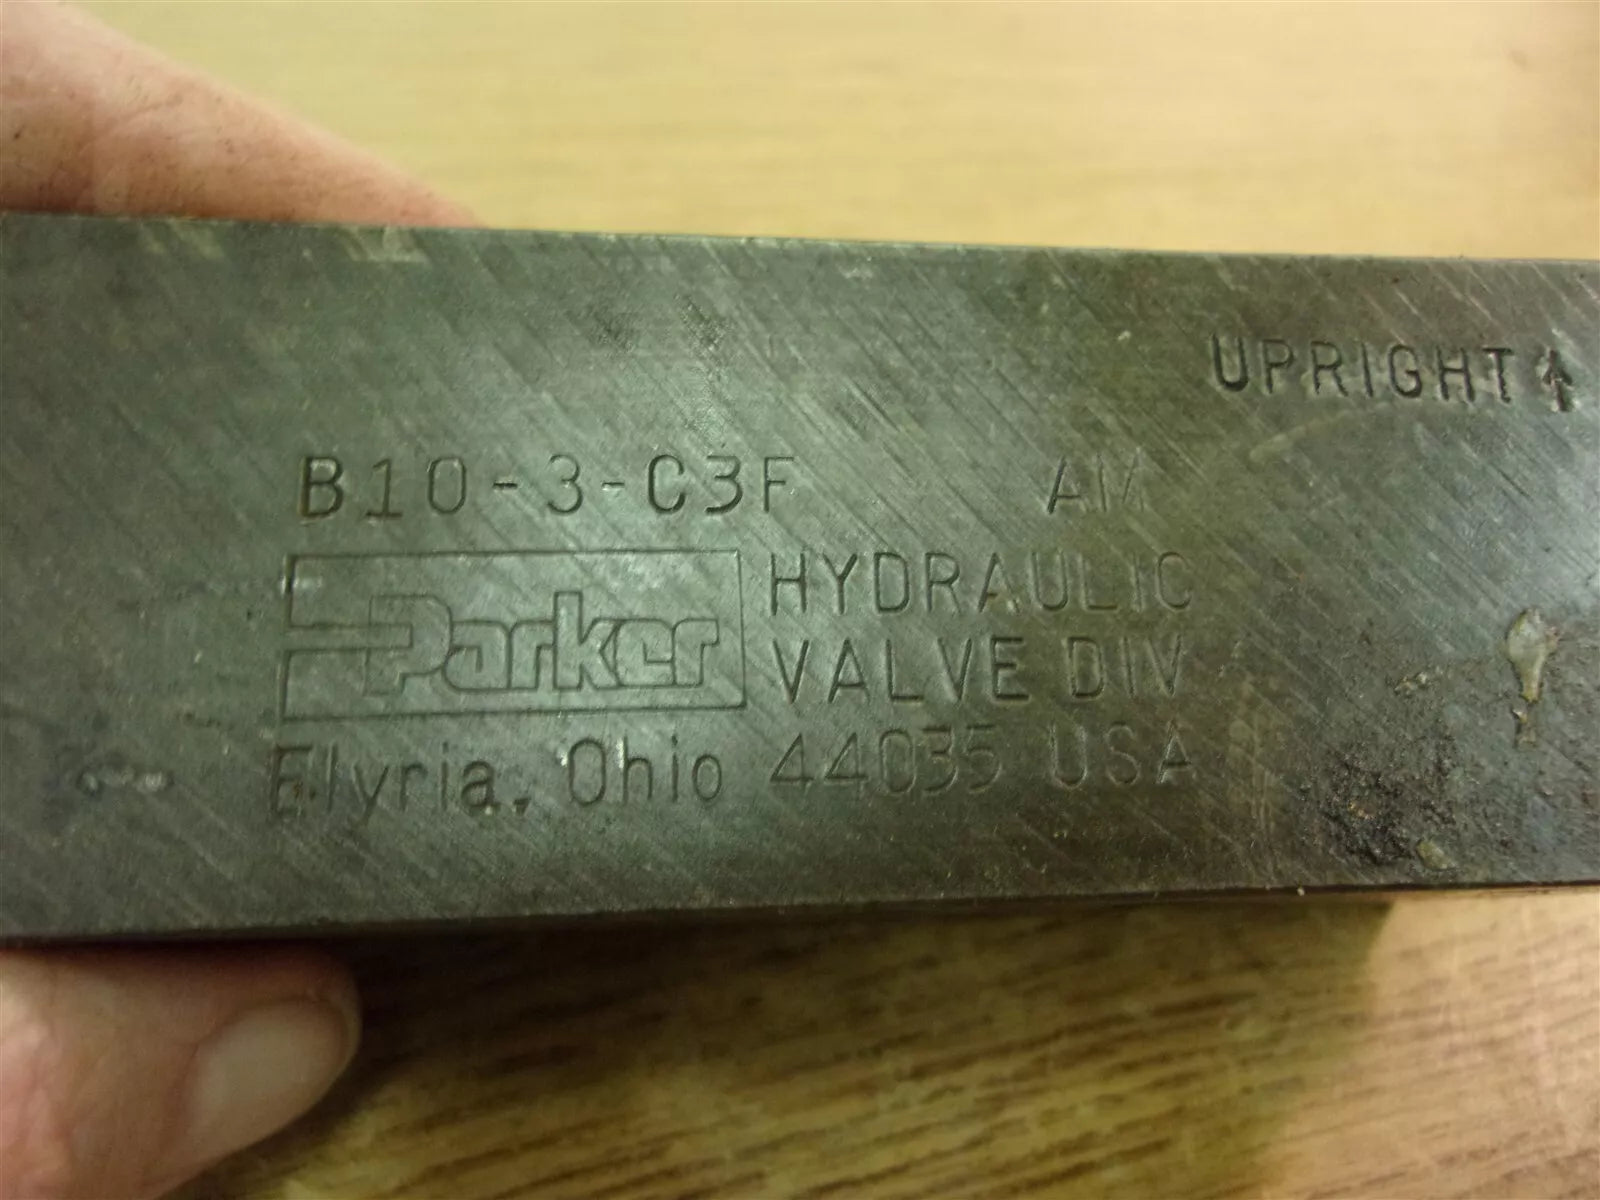 UPRIGHT ↑
B10-3-C3F AM
Parker HYDRAULIC
VALVE DIV
Elyria, Ohio 44035 USA